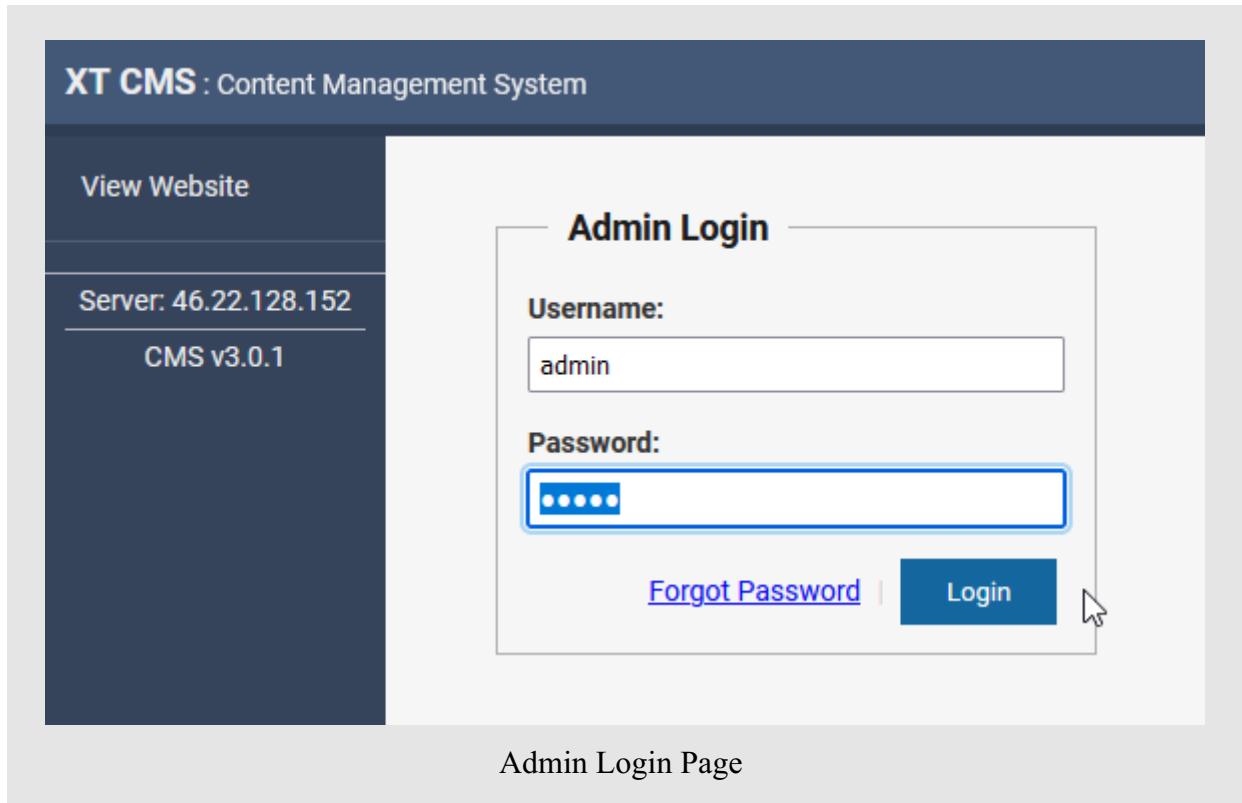 XT CMS : Content Management System
View Website
Server: 46.22.128.152
CMS v3.0.1
Admin Login
Username:
admin
Password:
•••••
Forgot Password | Login
Admin Login Page